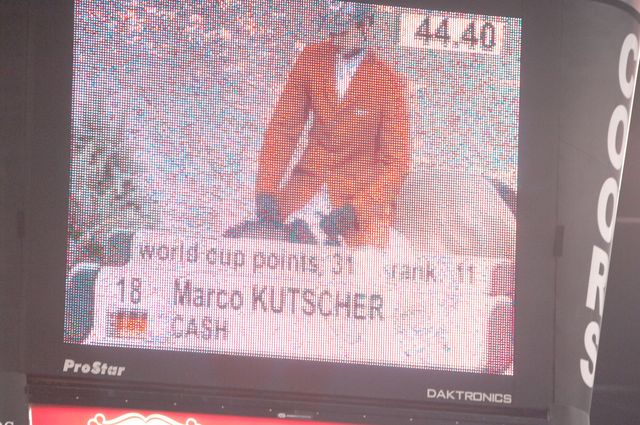 44.40
world cup points: 31 rank: 11
18 Marco KUTSCHER
CASH
ProStar
DAKTRONICS
COORS